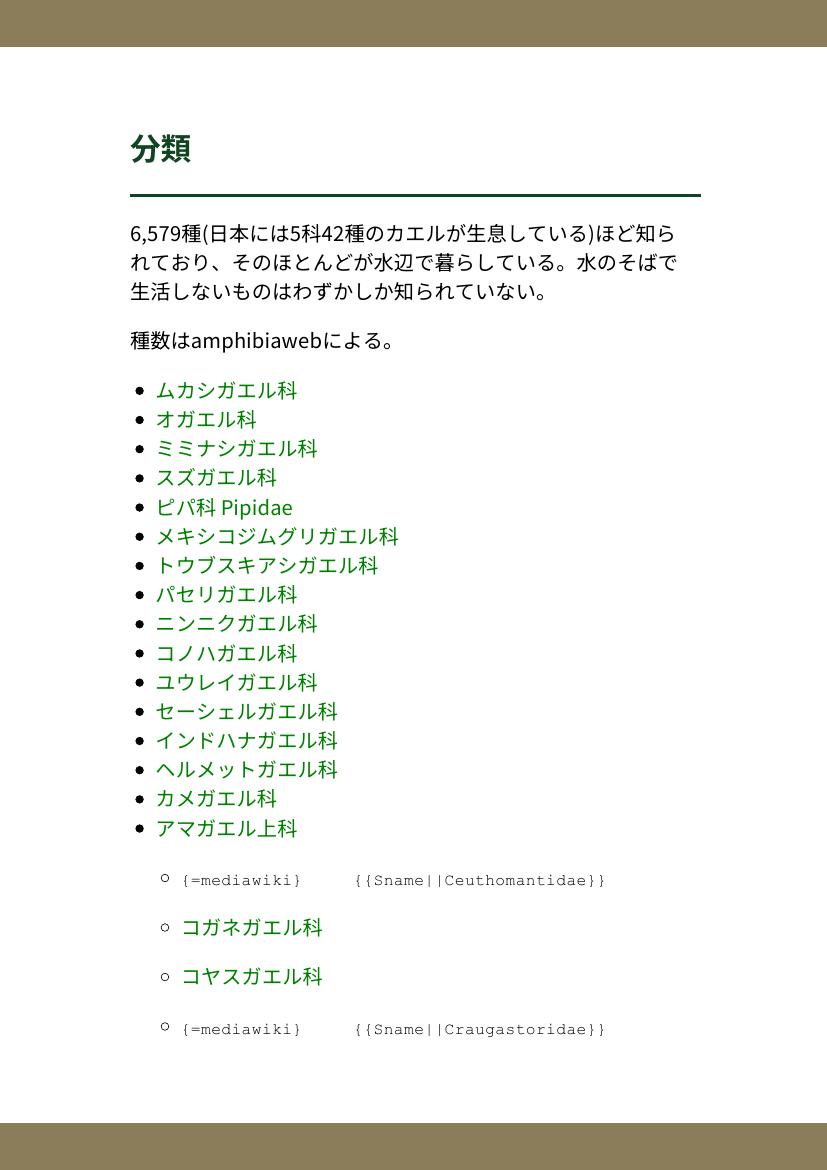 分類
6,579種(日本には5科42種のカエルが生息している)ほど知ら
れており、そのほとんどが水辺で暮らしている。水のそばで
生活しないものはわずかしか知られていない。
種数はamphibiawebによる。
ムカシガエル科
オガエル科
ミミナシガエル科
スズガエル科
ピパ科 Pipidae
メキシコジムグリガエル科
トウブスキアシガエル科
パセリガエル科
ニンニクガエル科
コノハガエル科
ユウレイガエル科
セーシェルガエル科
インドハナガエル科
ヘルメットガエル科
カメガエル科
アマガエル上科
{=mediawiki} {{Sname||Ceuthomantidae}}
コガネガエル科
コヤスガエル科
{=mediawiki} {{Sname||Craugastoridae}}